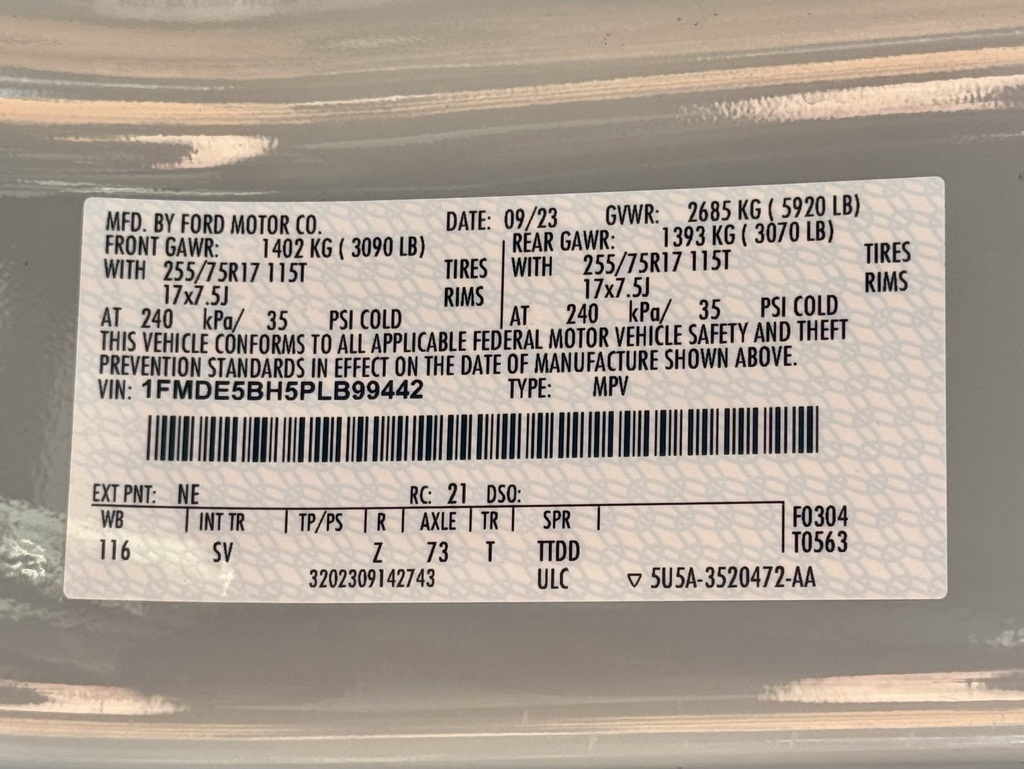 MFD. BY FORD MOTOR CO. DATE: 09/23 GVWR: 2685 KG ( 5920 LB)
FRONT GAWR: 1402 KG ( 3090 LB) REAR GAWR: 1393 KG ( 3070 LB)
WITH 255/75R17 115T TIRES WITH 255/75R17 115T TIRES
17x7.5J RIMS 17x7.5J RIMS
AT 240 kPa/ 35 PSI COLD AT 240 kPa/ 35 PSI COLD
THIS VEHICLE CONFORMS TO ALL APPLICABLE FEDERAL MOTOR VEHICLE SAFETY AND THEFT
PREVENTION STANDARDS IN EFFECT ON THE DATE OF MANUFACTURE SHOWN ABOVE.
VIN: 1FMDE5BH5PLB99442 TYPE: MPV
EXT PNT: NE RC: 21 DSO:
WB INT TR TP/PS R AXLE TR SPR F0304
116 SV Z 73 T TTDD T0563
3202309142743 ULC ▽ 5U5A-3520472-AA